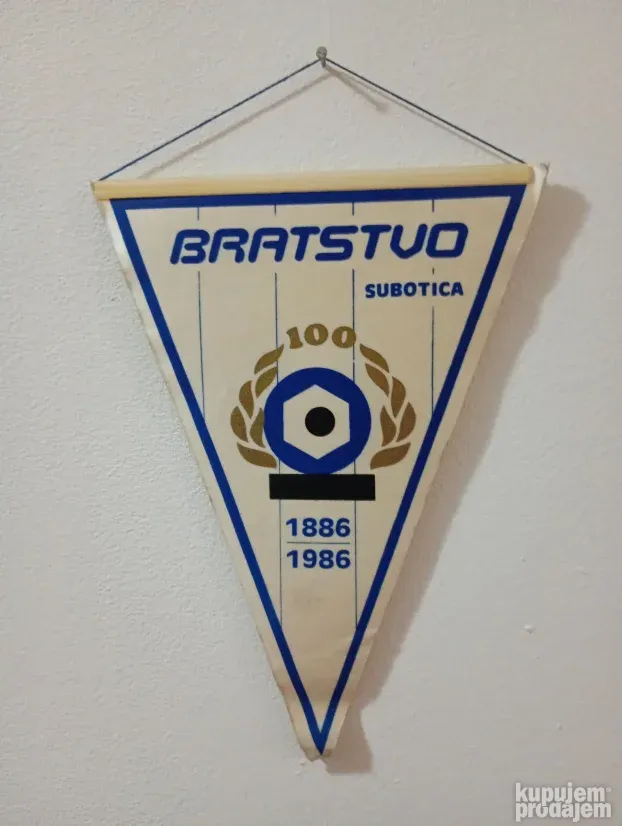 BRATSTVO
SUBOTICA
100
1886
1986
kupujem
prodajem